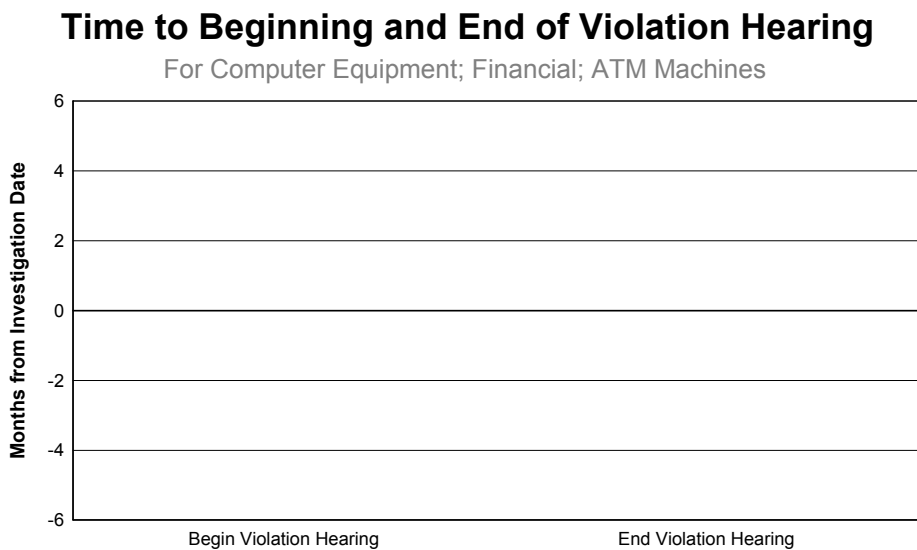 Time to Beginning and End of Violation Hearing
For Computer Equipment; Financial; ATM Machines
Months from Investigation Date
6
4
2
0
-2
-4
-6
Begin Violation Hearing
End Violation Hearing